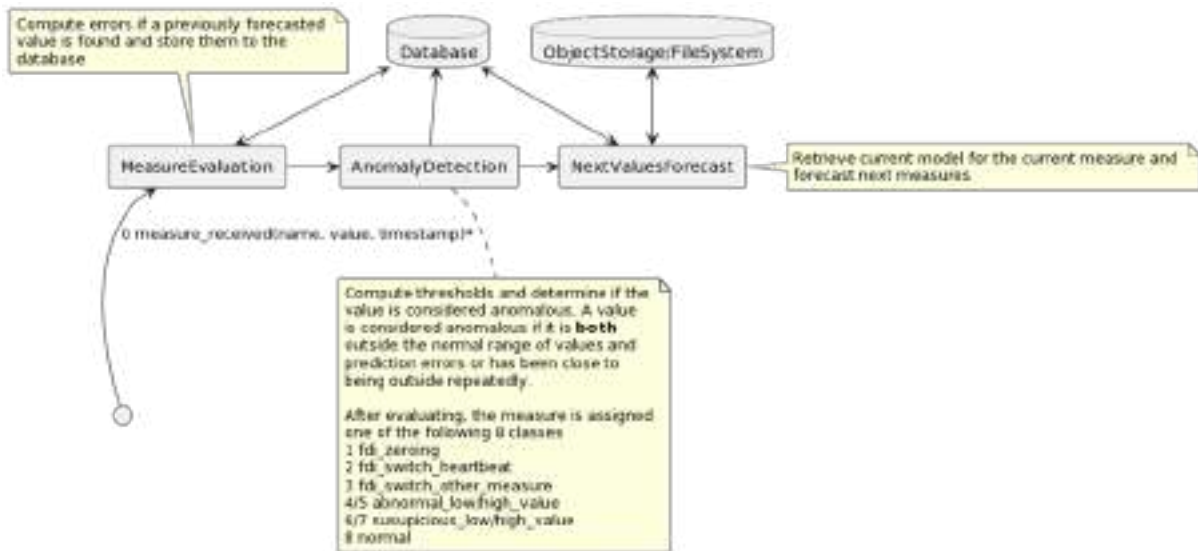 Compute errors if a previously forecasted
value is found and store them to the
database
Database
ObjectStorage/FileSystem
MeasureEvaluation
AnomalyDetection
NextValuesForecast
Retrieve current model for the current measure and
forecast next measures
0 measure_received(name, value, timestamp)*
Compute thresholds and determine if the
value is considered anomalous. A value
is considered anomalous if it is both
outside the normal range of values and
prediction errors or has been close to
being outside repeatedly.
After evaluating, the measure is assigned
one of the following 8 classes
1 fdi_zeroing
2 fdi_switch_heartbeat
3 fdi_switch_other_measure
4/5 abnormal_low/high_value
6/7 susupicious_low/high_value
8 normal